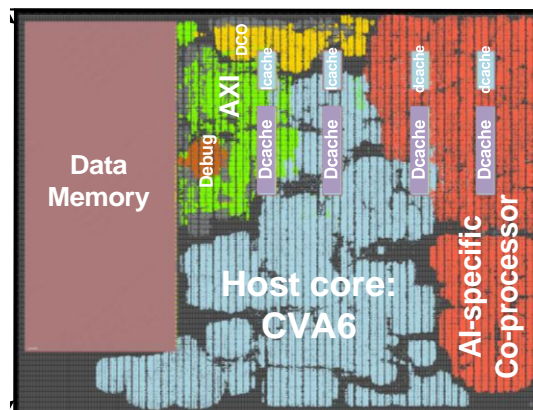 DCO
Icache
Icache
dcache
dcache
AXI
Debug
Dcache
Dcache
Dcache
Dcache
Data
Memory
Host core:
CVA6
AI-specific
Co-processor